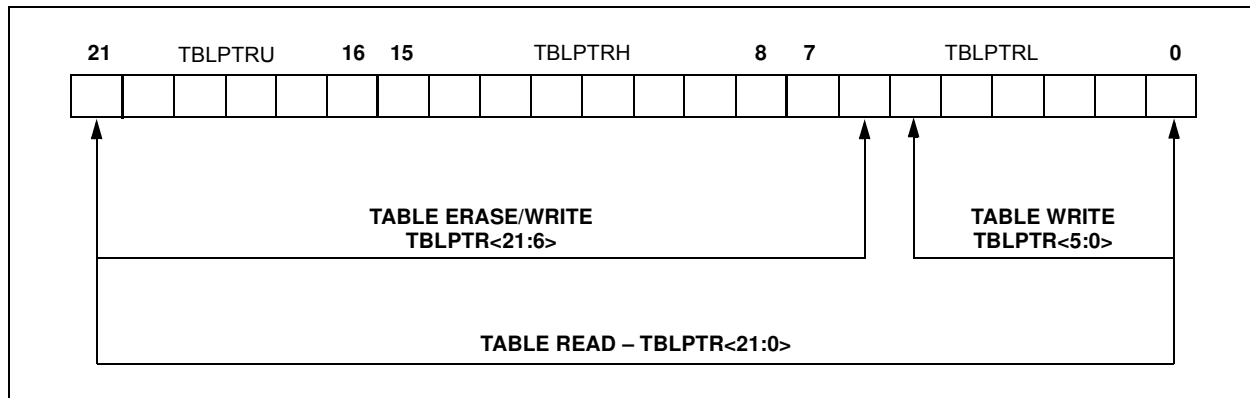 21 TBLPTRU 16 15 TBLPTRH 8 7 TBLPTRL 0
TABLE ERASE/WRITE
TBLPTR<21:6>
TABLE WRITE
TBLPTR<5:0>
TABLE READ – TBLPTR<21:0>